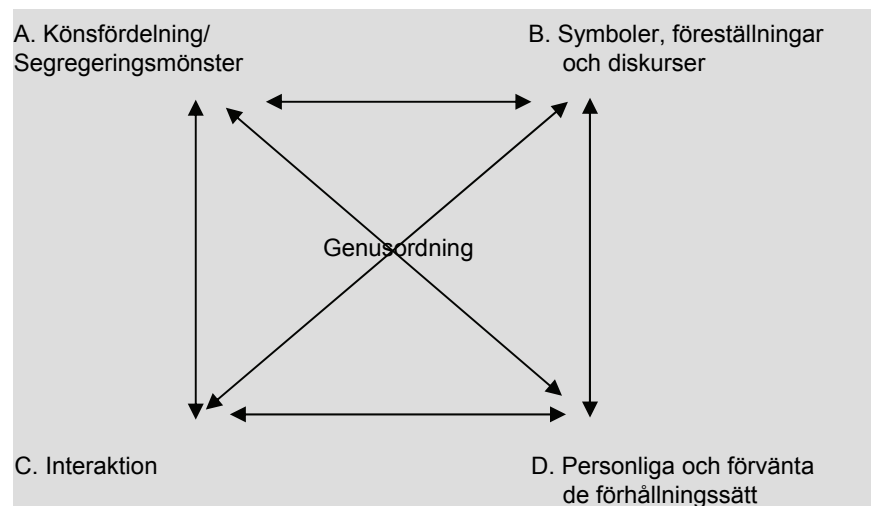 A. Könsfördelning/
Segregeringsmönster
B. Symboler, föreställningar
och diskurser
Genusordning
C. Interaktion
D. Personliga och förvänta
de förhållningssätt